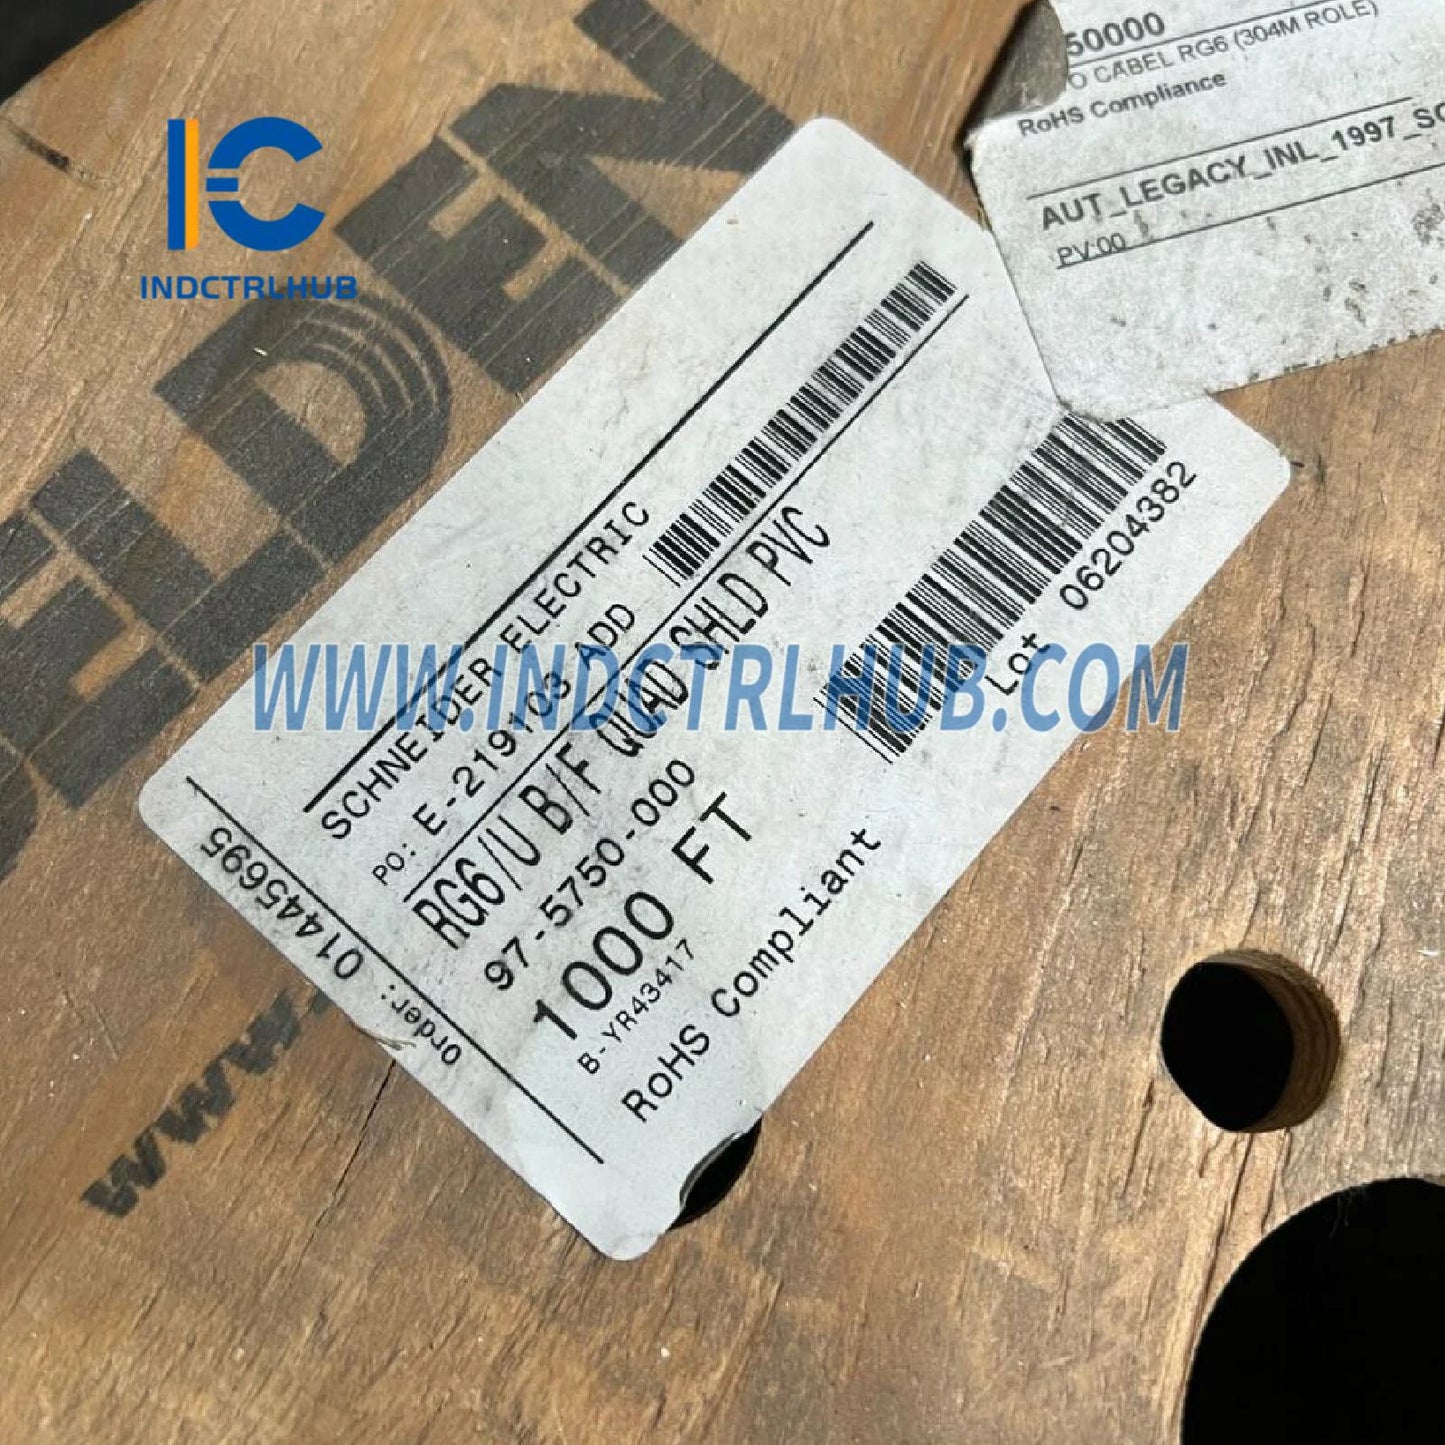 INDCTRLHUB
ELDEN
50000
O CABEL RG6 (304M ROLE)
RoHS Compliance
AUT_LEGACY_INL_1997_SC
PV:00
SCHNEIDER ELECTRIC
PO: E-219103 ADD
RG6/U B/F QUAD SHLD PVC
97-5750-000
1000 FT
B-YR43417
RoHS Compliant
Lot 06204382
Order: 01445695
www.
WWW.INDCTRLHUB.COM